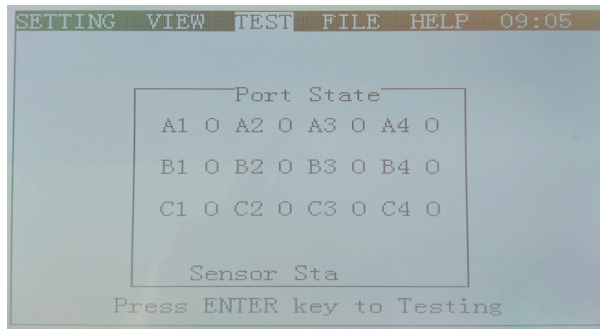 SETTING VIEW TEST FILE HELP 09:05
Port State
A1 O A2 O A3 O A4 O
B1 O B2 O B3 O B4 O
C1 O C2 O C3 O C4 O
Sensor Sta
Press ENTER key to Testing